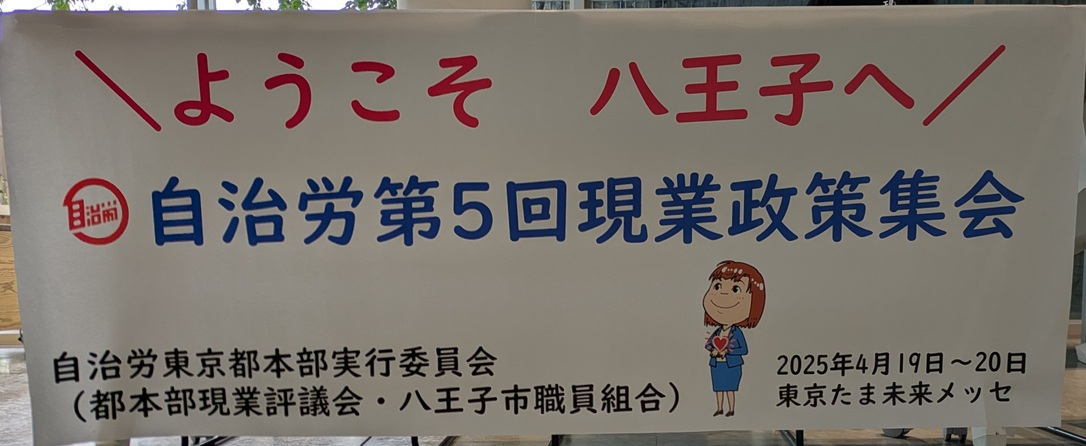 ＼ようこそ　八王子へ／
自治労 自治労第5回現業政策集会
自治労東京都本部実行委員会
（都本部現業評議会・八王子市職員組合）
2025年4月19日～20日
東京たま未来メッセ